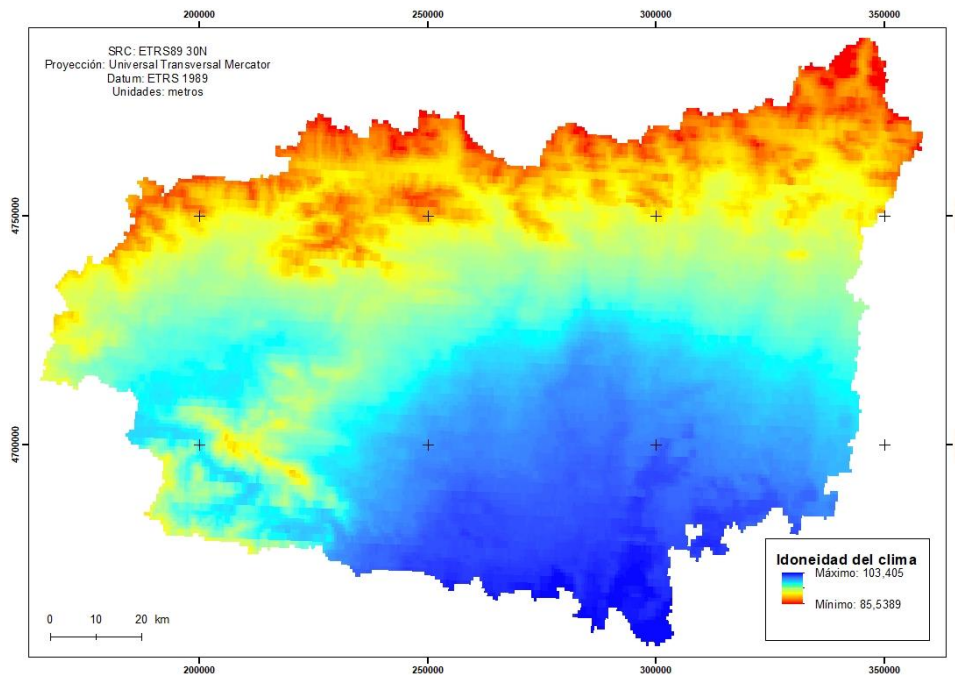 200000 250000 300000 350000
SRC: ETRS89 30N
Proyección: Universal Transversal Mercator
Datum: ETRS 1989
Unidades: metros
4750000
4700000
Idoneidad del clima
Máximo: 103,405
Mínimo: 85,5389
0 10 20 km
200000 250000 300000 350000